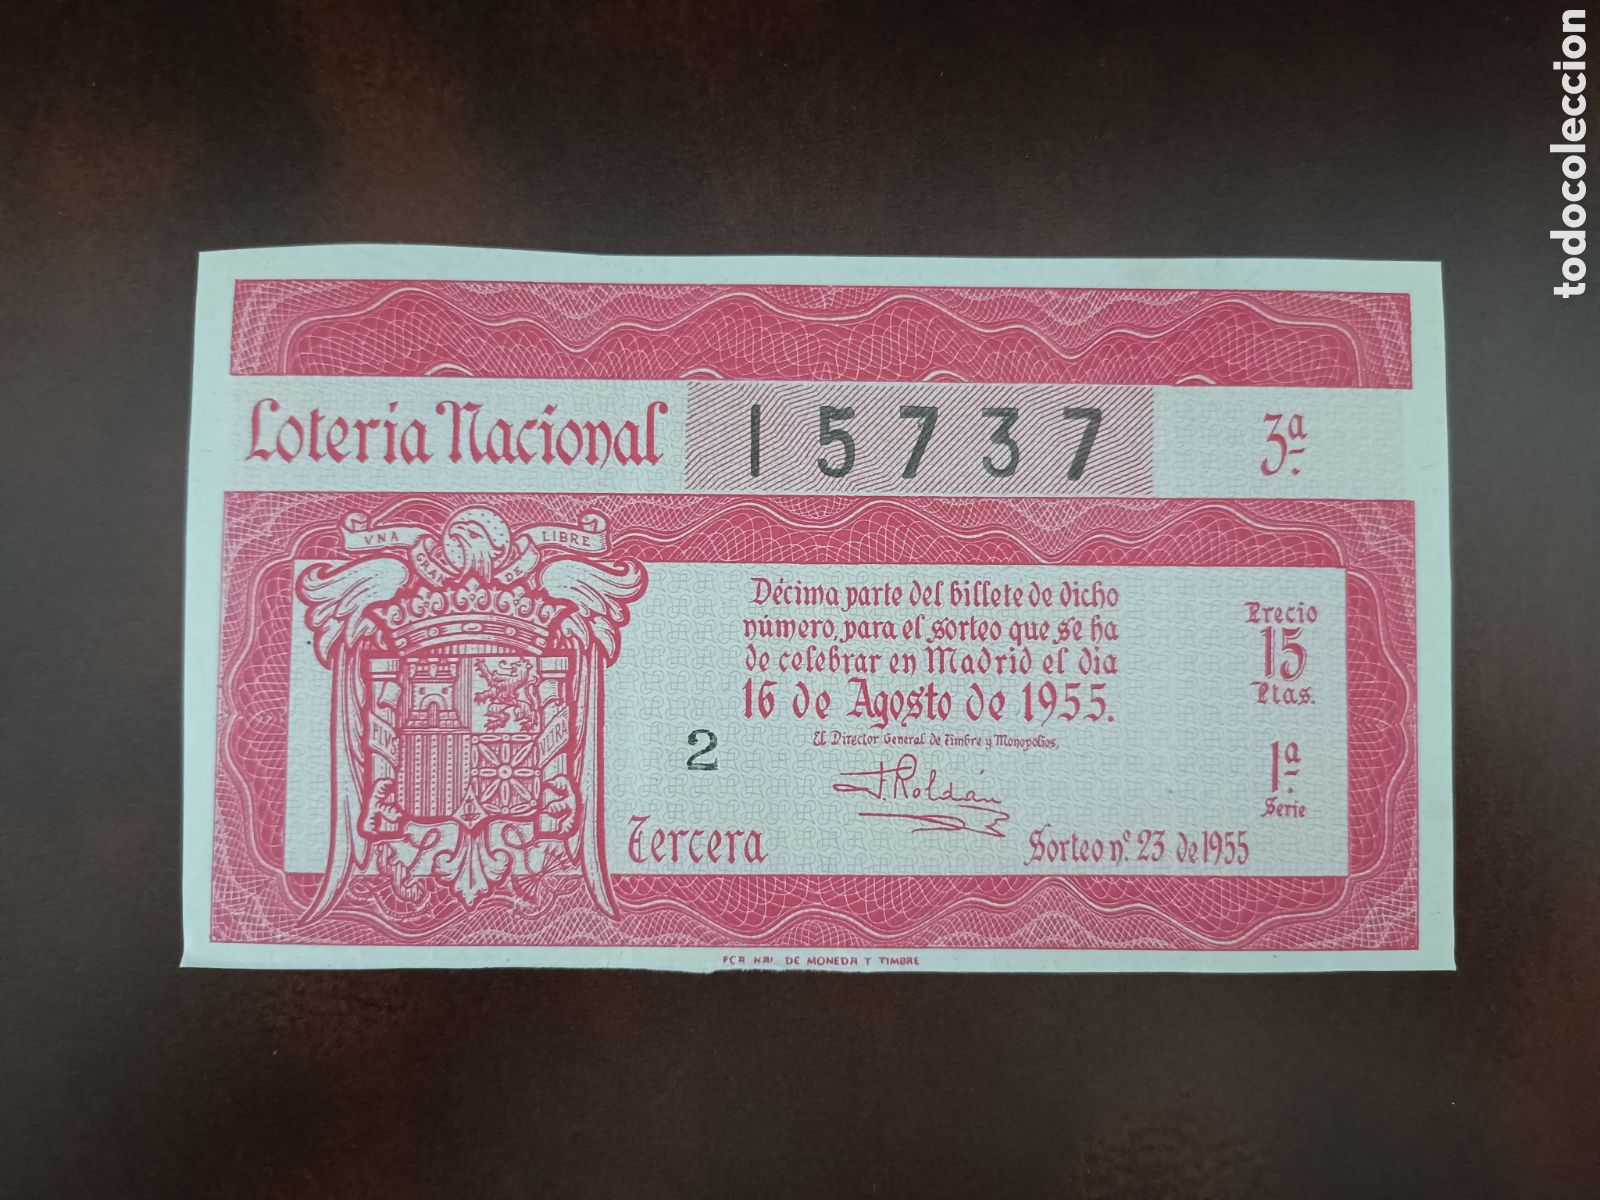 todocoleccion
Lotería Nacional 15737 3ª
VNA GRANDE LIBRE
PLVS VLTRA
Décima parte del billete de dicho
número, para el sorteo que se ha
de celebrar en Madrid el dia
16 de Agosto de 1955.
El Director General de Timbre y Monopolios,
F. Roldán
Precio
15
Ptas.
2
1ª
Serie
Tercera
Sorteo nº 23 de 1955
FCA NAL DE MONEDA Y TIMBRE